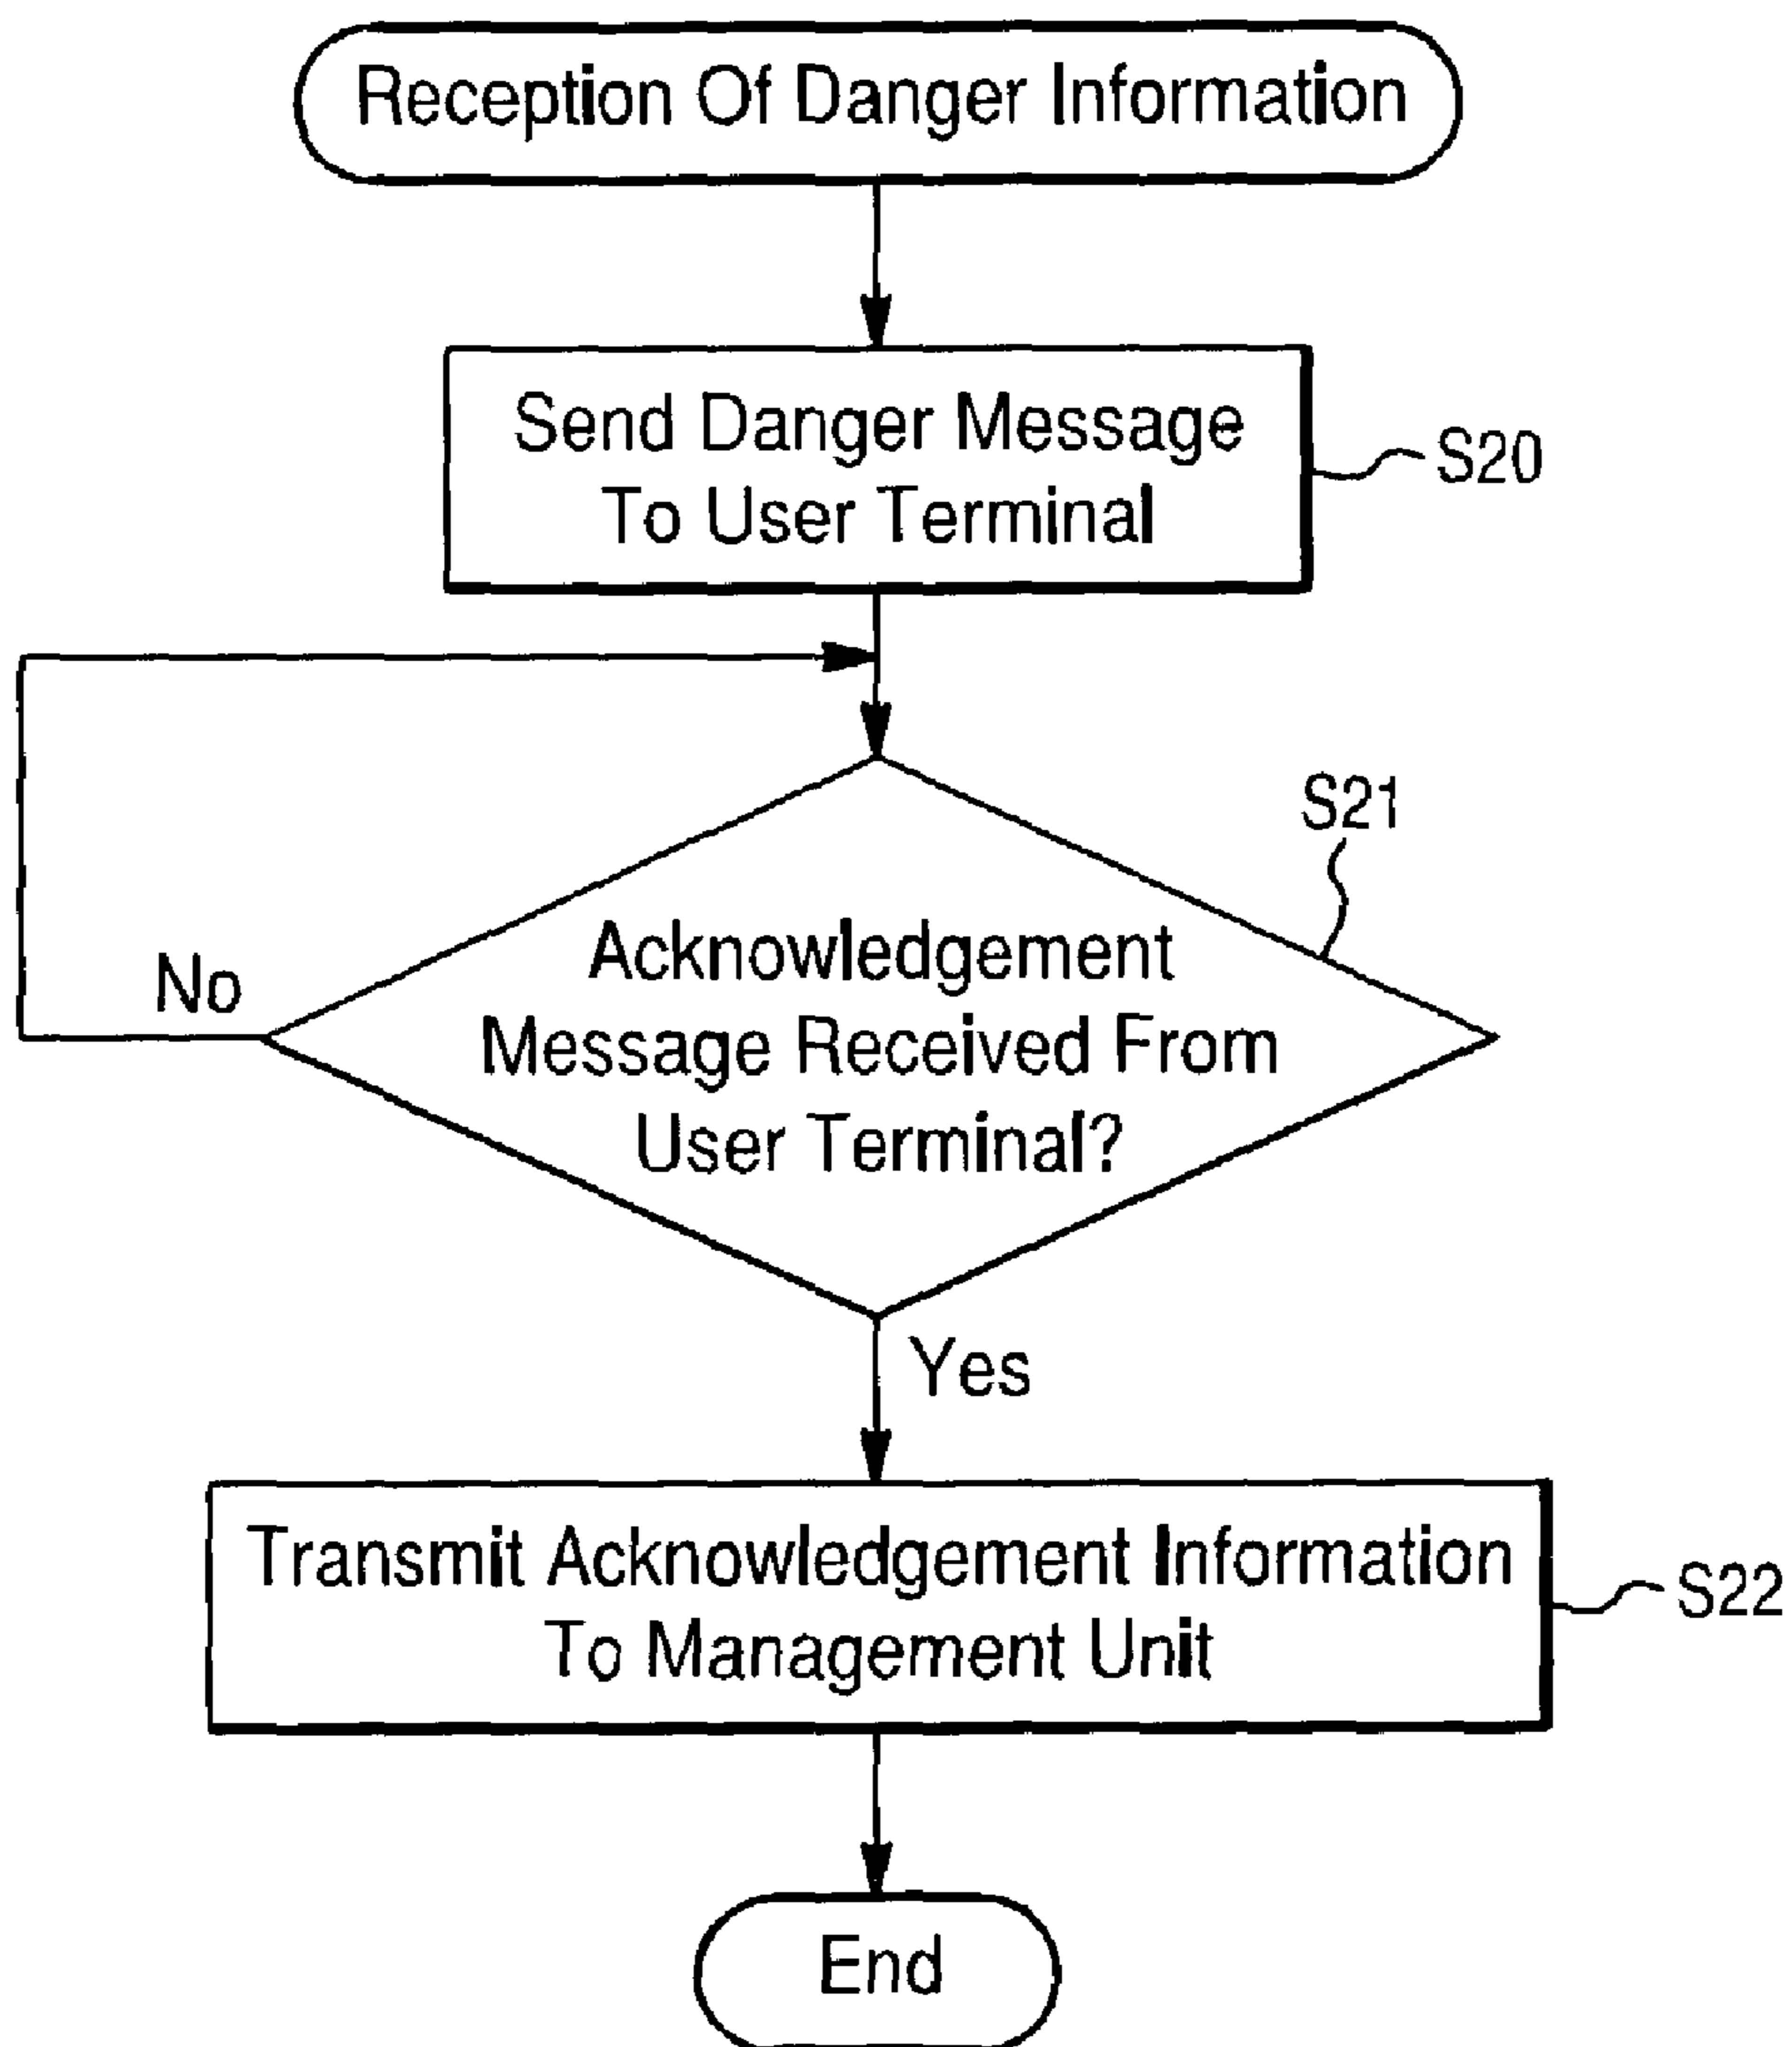 Reception Of Danger Information
Send Danger Message
To User Terminal
S20
S21
Acknowledgement
Message Received From
User Terminal?
No
Yes
Transmit Acknowledgement Information
To Management Unit
S22
End